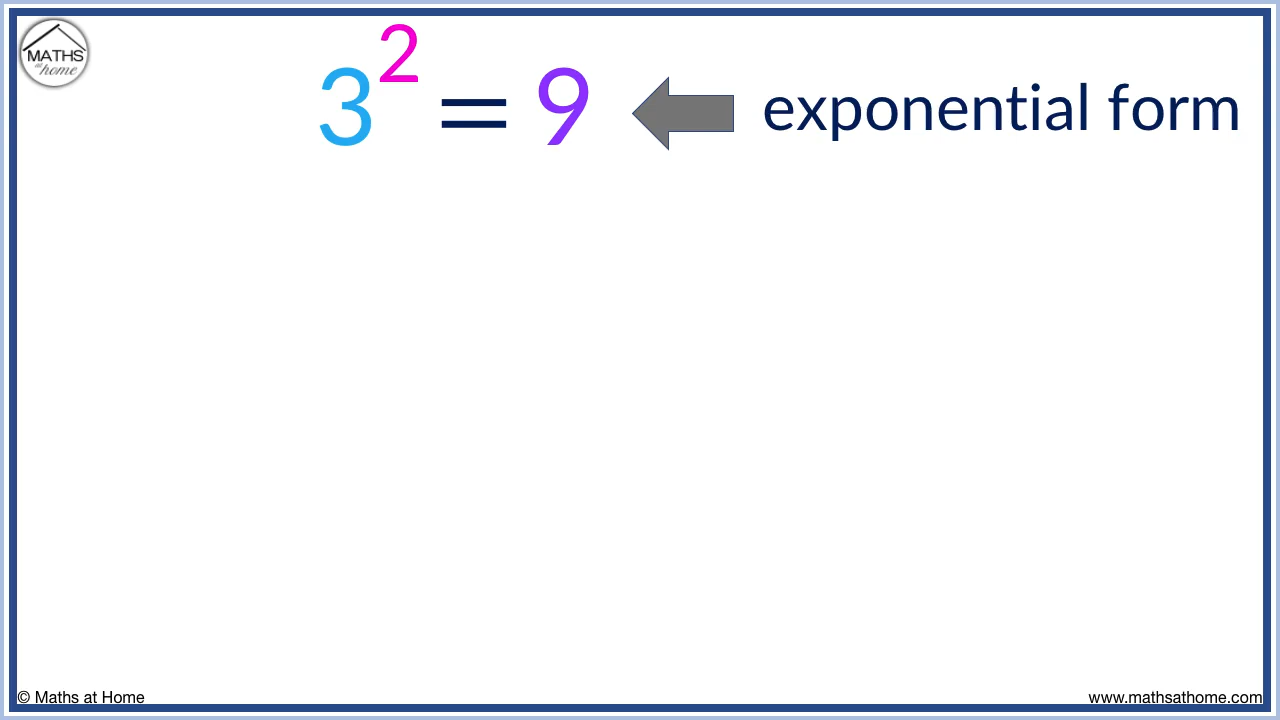 MATHS
at
home
3² = 9
exponential form
© Maths at Home
www.mathsathome.com